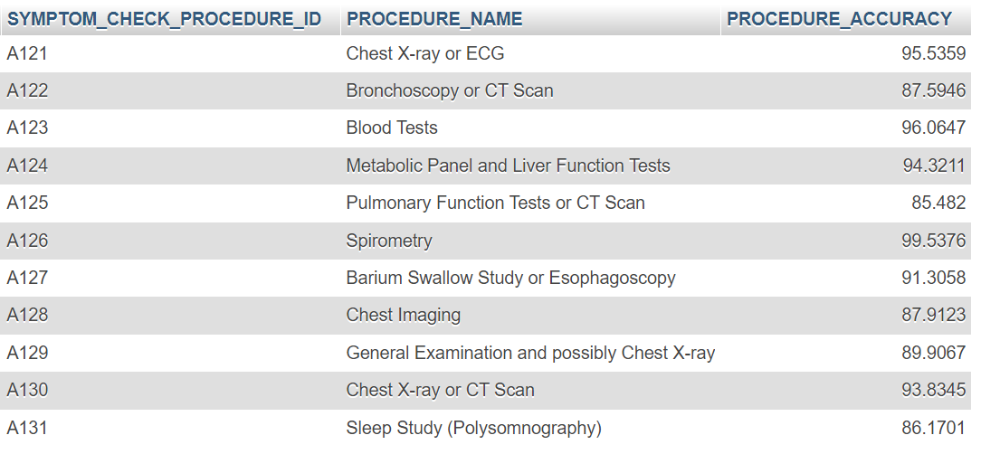 SYMPTOM_CHECK_PROCEDURE_ID PROCEDURE_NAME PROCEDURE_ACCURACY
A121 Chest X-ray or ECG 95.5359
A122 Bronchoscopy or CT Scan 87.5946
A123 Blood Tests 96.0647
A124 Metabolic Panel and Liver Function Tests 94.3211
A125 Pulmonary Function Tests or CT Scan 85.482
A126 Spirometry 99.5376
A127 Barium Swallow Study or Esophagoscopy 91.3058
A128 Chest Imaging 87.9123
A129 General Examination and possibly Chest X-ray 89.9067
A130 Chest X-ray or CT Scan 93.8345
A131 Sleep Study (Polysomnography) 86.1701